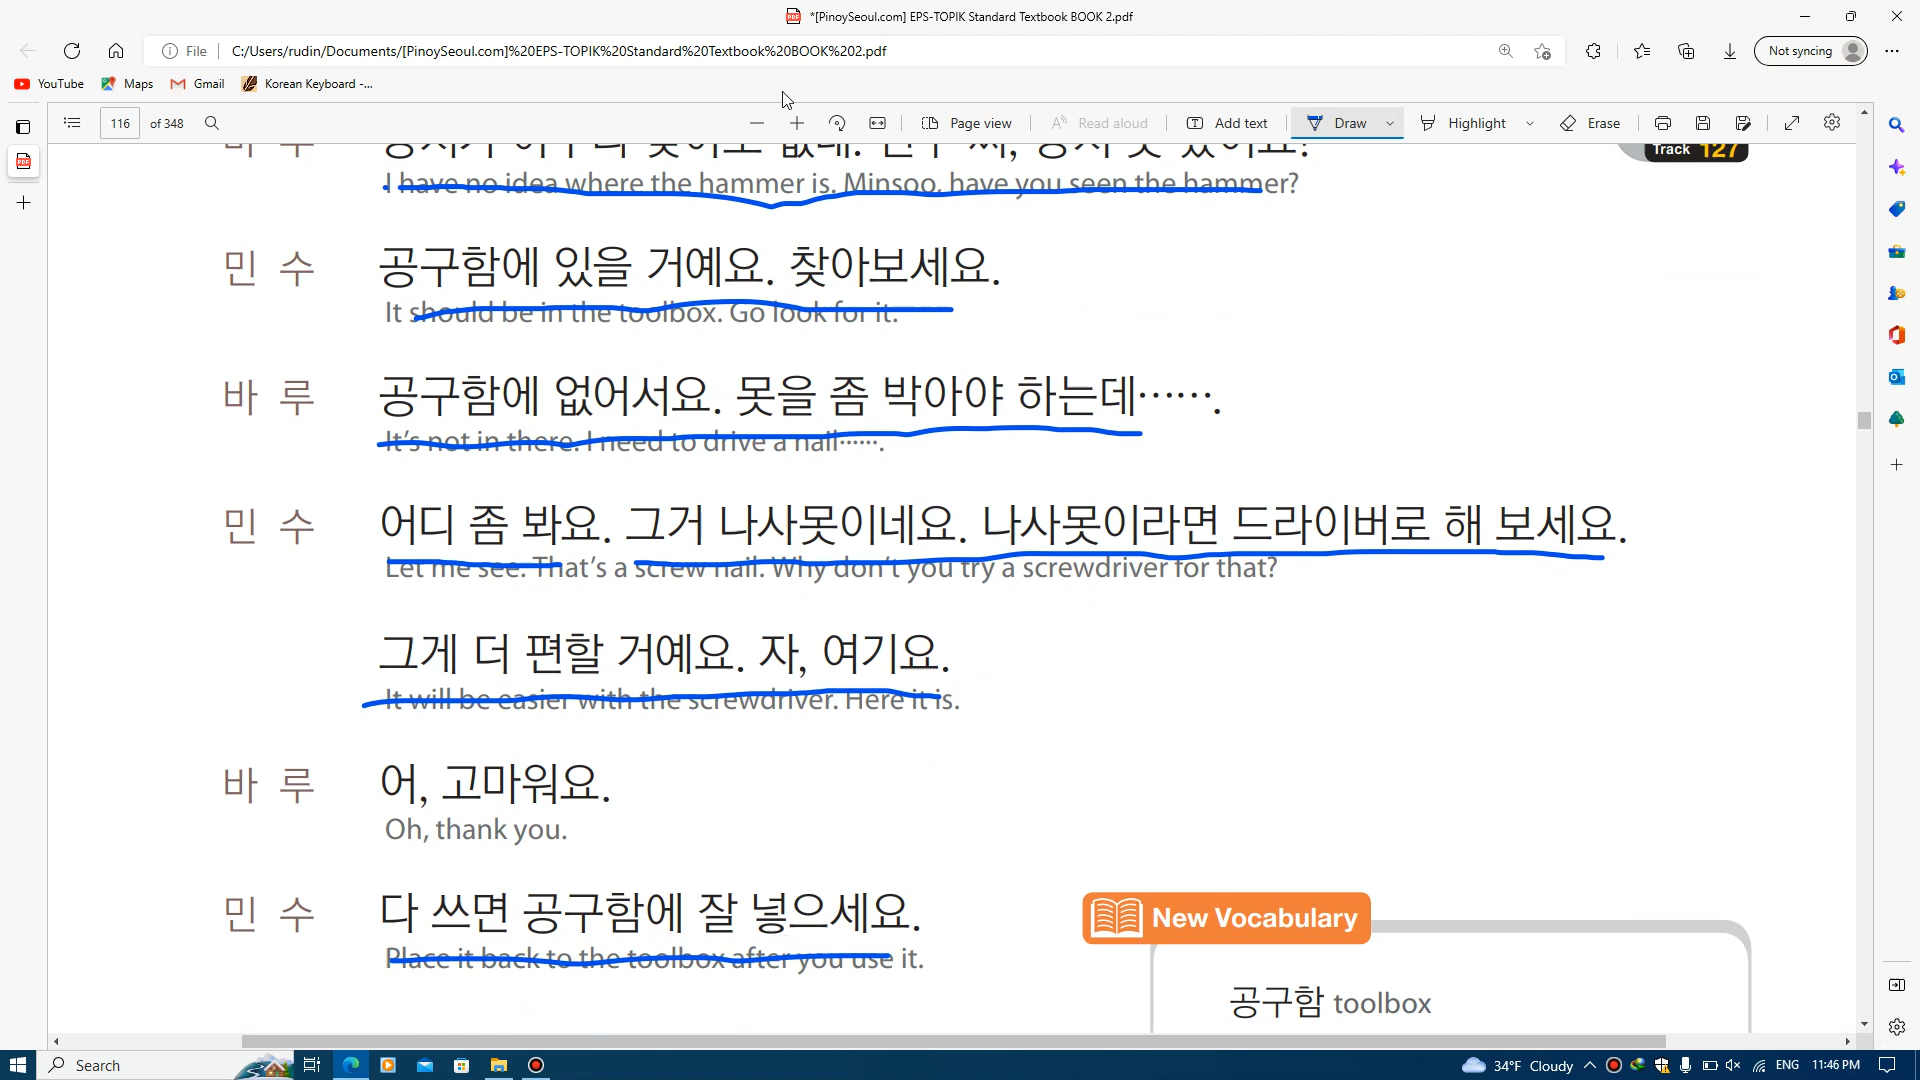 *[PinoySeoul.com] EPS-TOPIK Standard Textbook BOOK 2.pdf
File C:/Users/rudin/Documents/[PinoySeoul.com]%20EPS-TOPIK%20Standard%20Textbook%20BOOK%202.pdf Not syncing
YouTube Maps Gmail Korean Keyboard -...
116 of 348 Page view Read aloud Add text Draw Highlight Erase
Track 127
I have no idea where the hammer is. Minsoo, have you seen the hammer?
민 수 공구함에 있을 거예요. 찾아보세요.
It should be in the toolbox. Go look for it.
바 루 공구함에 없어서요. 못을 좀 박아야 하는데…….
It's not in there. I need to drive a nail…….
민 수 어디 좀 봐요. 그거 나사못이네요. 나사못이라면 드라이버로 해 보세요.
Let me see. That's a screw nail. Why don't you try a screwdriver for that?
그게 더 편할 거예요. 자, 여기요.
It will be easier with the screwdriver. Here it is.
바 루 어, 고마워요.
Oh, thank you.
민 수 다 쓰면 공구함에 잘 넣으세요.
Place it back to the toolbox after you use it.
New Vocabulary
공구함 toolbox
Search 34°F Cloudy ENG 11:46 PM